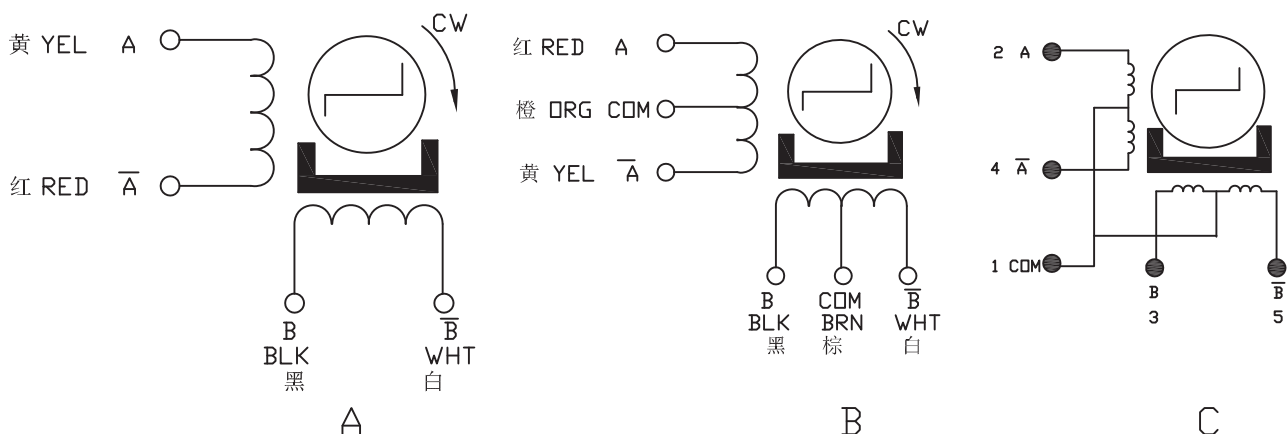 黄 YEL A
CW
红 RED A̅
B
BLK
黑
B̅
WHT
白
A
红 RED A
CW
橙 ORG COM
黄 YEL A̅
B
BLK
黑
COM
BRN
棕
B̅
WHT
白
B
2 A
4 A̅
1 COM
B
3
B̅
5
C